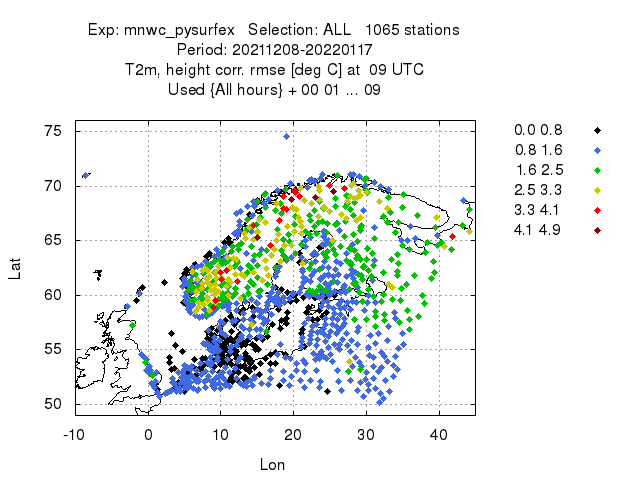 Exp: mnwc_pysurfex   Selection: ALL   1065 stations
Period: 20211208-20220117
T2m, height corr. rmse [deg C] at  09 UTC
Used {All hours} + 00 01 ... 09
0.0 0.8
0.8 1.6
1.6 2.5
2.5 3.3
3.3 4.1
4.1 4.9
75
70
65
60
55
50
Lat
-10 0 10 20 30 40
Lon